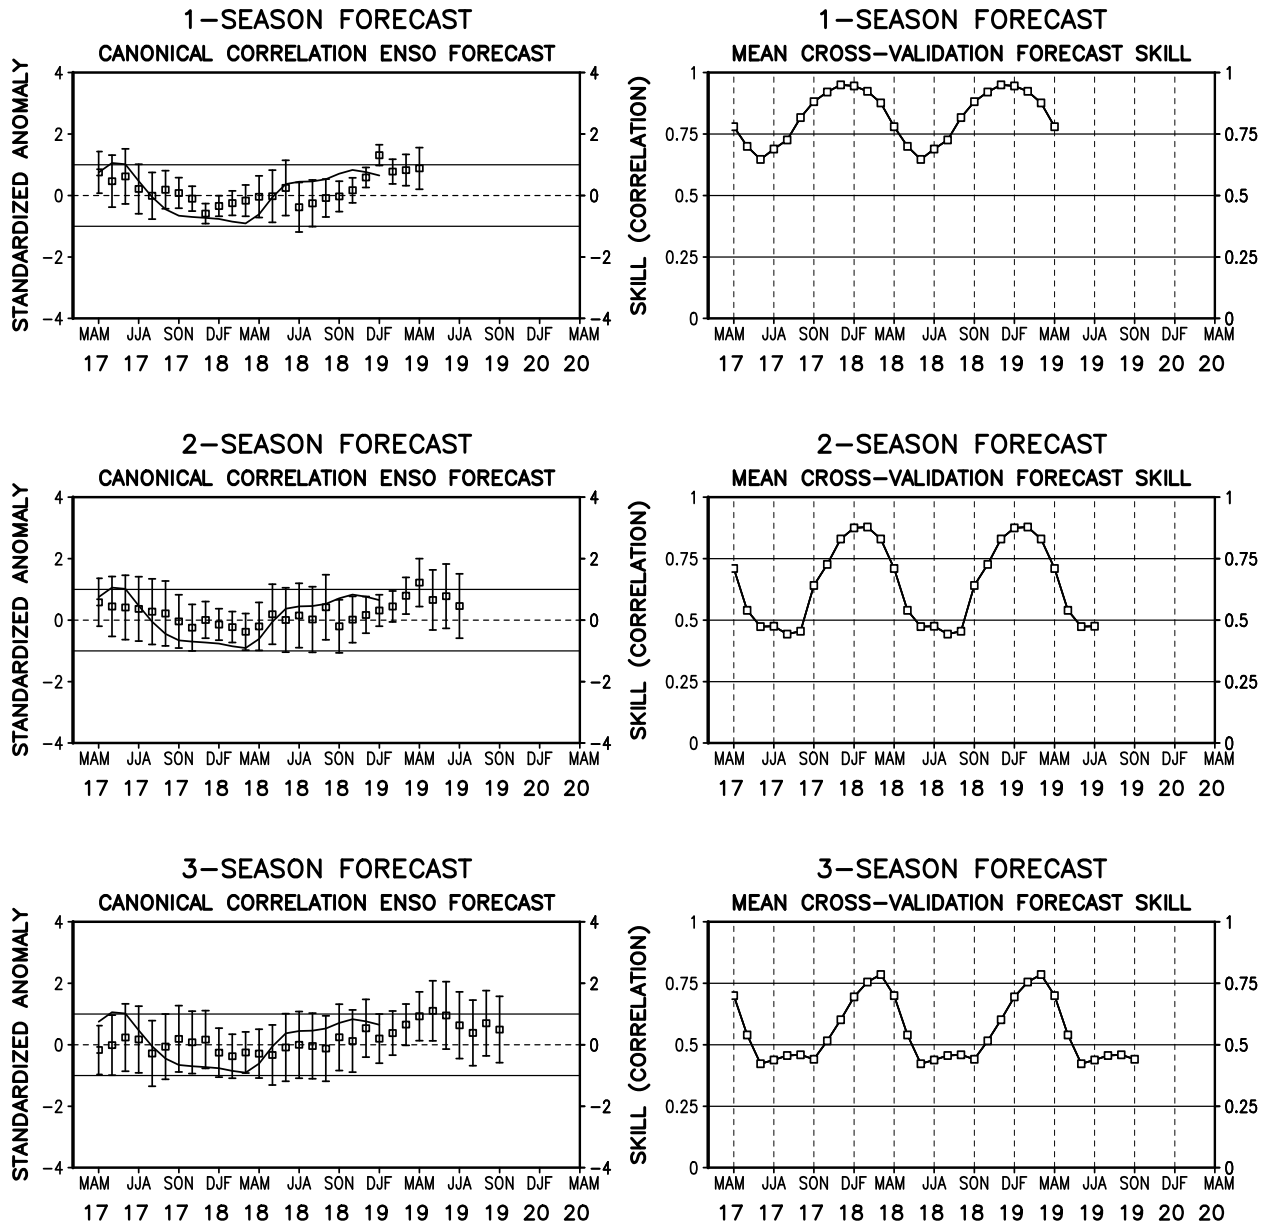 1-SEASON FORECAST
CANONICAL CORRELATION ENSO FORECAST
STANDARDIZED ANOMALY
4 4
2 2
0 0
-2 -2
-4 -4
MAM JJA SON DJF MAM JJA SON DJF MAM JJA SON DJF MAM
17 17 17 18 18 18 18 19 19 19 19 20 20
1-SEASON FORECAST
MEAN CROSS-VALIDATION FORECAST SKILL
SKILL (CORRELATION)
1 1
0.75 0.75
0.5 0.5
0.25 0.25
0 0
MAM JJA SON DJF MAM JJA SON DJF MAM JJA SON DJF MAM
17 17 17 18 18 18 18 19 19 19 19 20 20
2-SEASON FORECAST
CANONICAL CORRELATION ENSO FORECAST
STANDARDIZED ANOMALY
4 4
2 2
0 0
-2 -2
-4 -4
MAM JJA SON DJF MAM JJA SON DJF MAM JJA SON DJF MAM
17 17 17 18 18 18 18 19 19 19 19 20 20
2-SEASON FORECAST
MEAN CROSS-VALIDATION FORECAST SKILL
SKILL (CORRELATION)
1 1
0.75 0.75
0.5 0.5
0.25 0.25
0 0
MAM JJA SON DJF MAM JJA SON DJF MAM JJA SON DJF MAM
17 17 17 18 18 18 18 19 19 19 19 20 20
3-SEASON FORECAST
CANONICAL CORRELATION ENSO FORECAST
STANDARDIZED ANOMALY
4 4
2 2
0 0
-2 -2
-4 -4
MAM JJA SON DJF MAM JJA SON DJF MAM JJA SON DJF MAM
17 17 17 18 18 18 18 19 19 19 19 20 20
3-SEASON FORECAST
MEAN CROSS-VALIDATION FORECAST SKILL
SKILL (CORRELATION)
1 1
0.75 0.75
0.5 0.5
0.25 0.25
0 0
MAM JJA SON DJF MAM JJA SON DJF MAM JJA SON DJF MAM
17 17 17 18 18 18 18 19 19 19 19 20 20